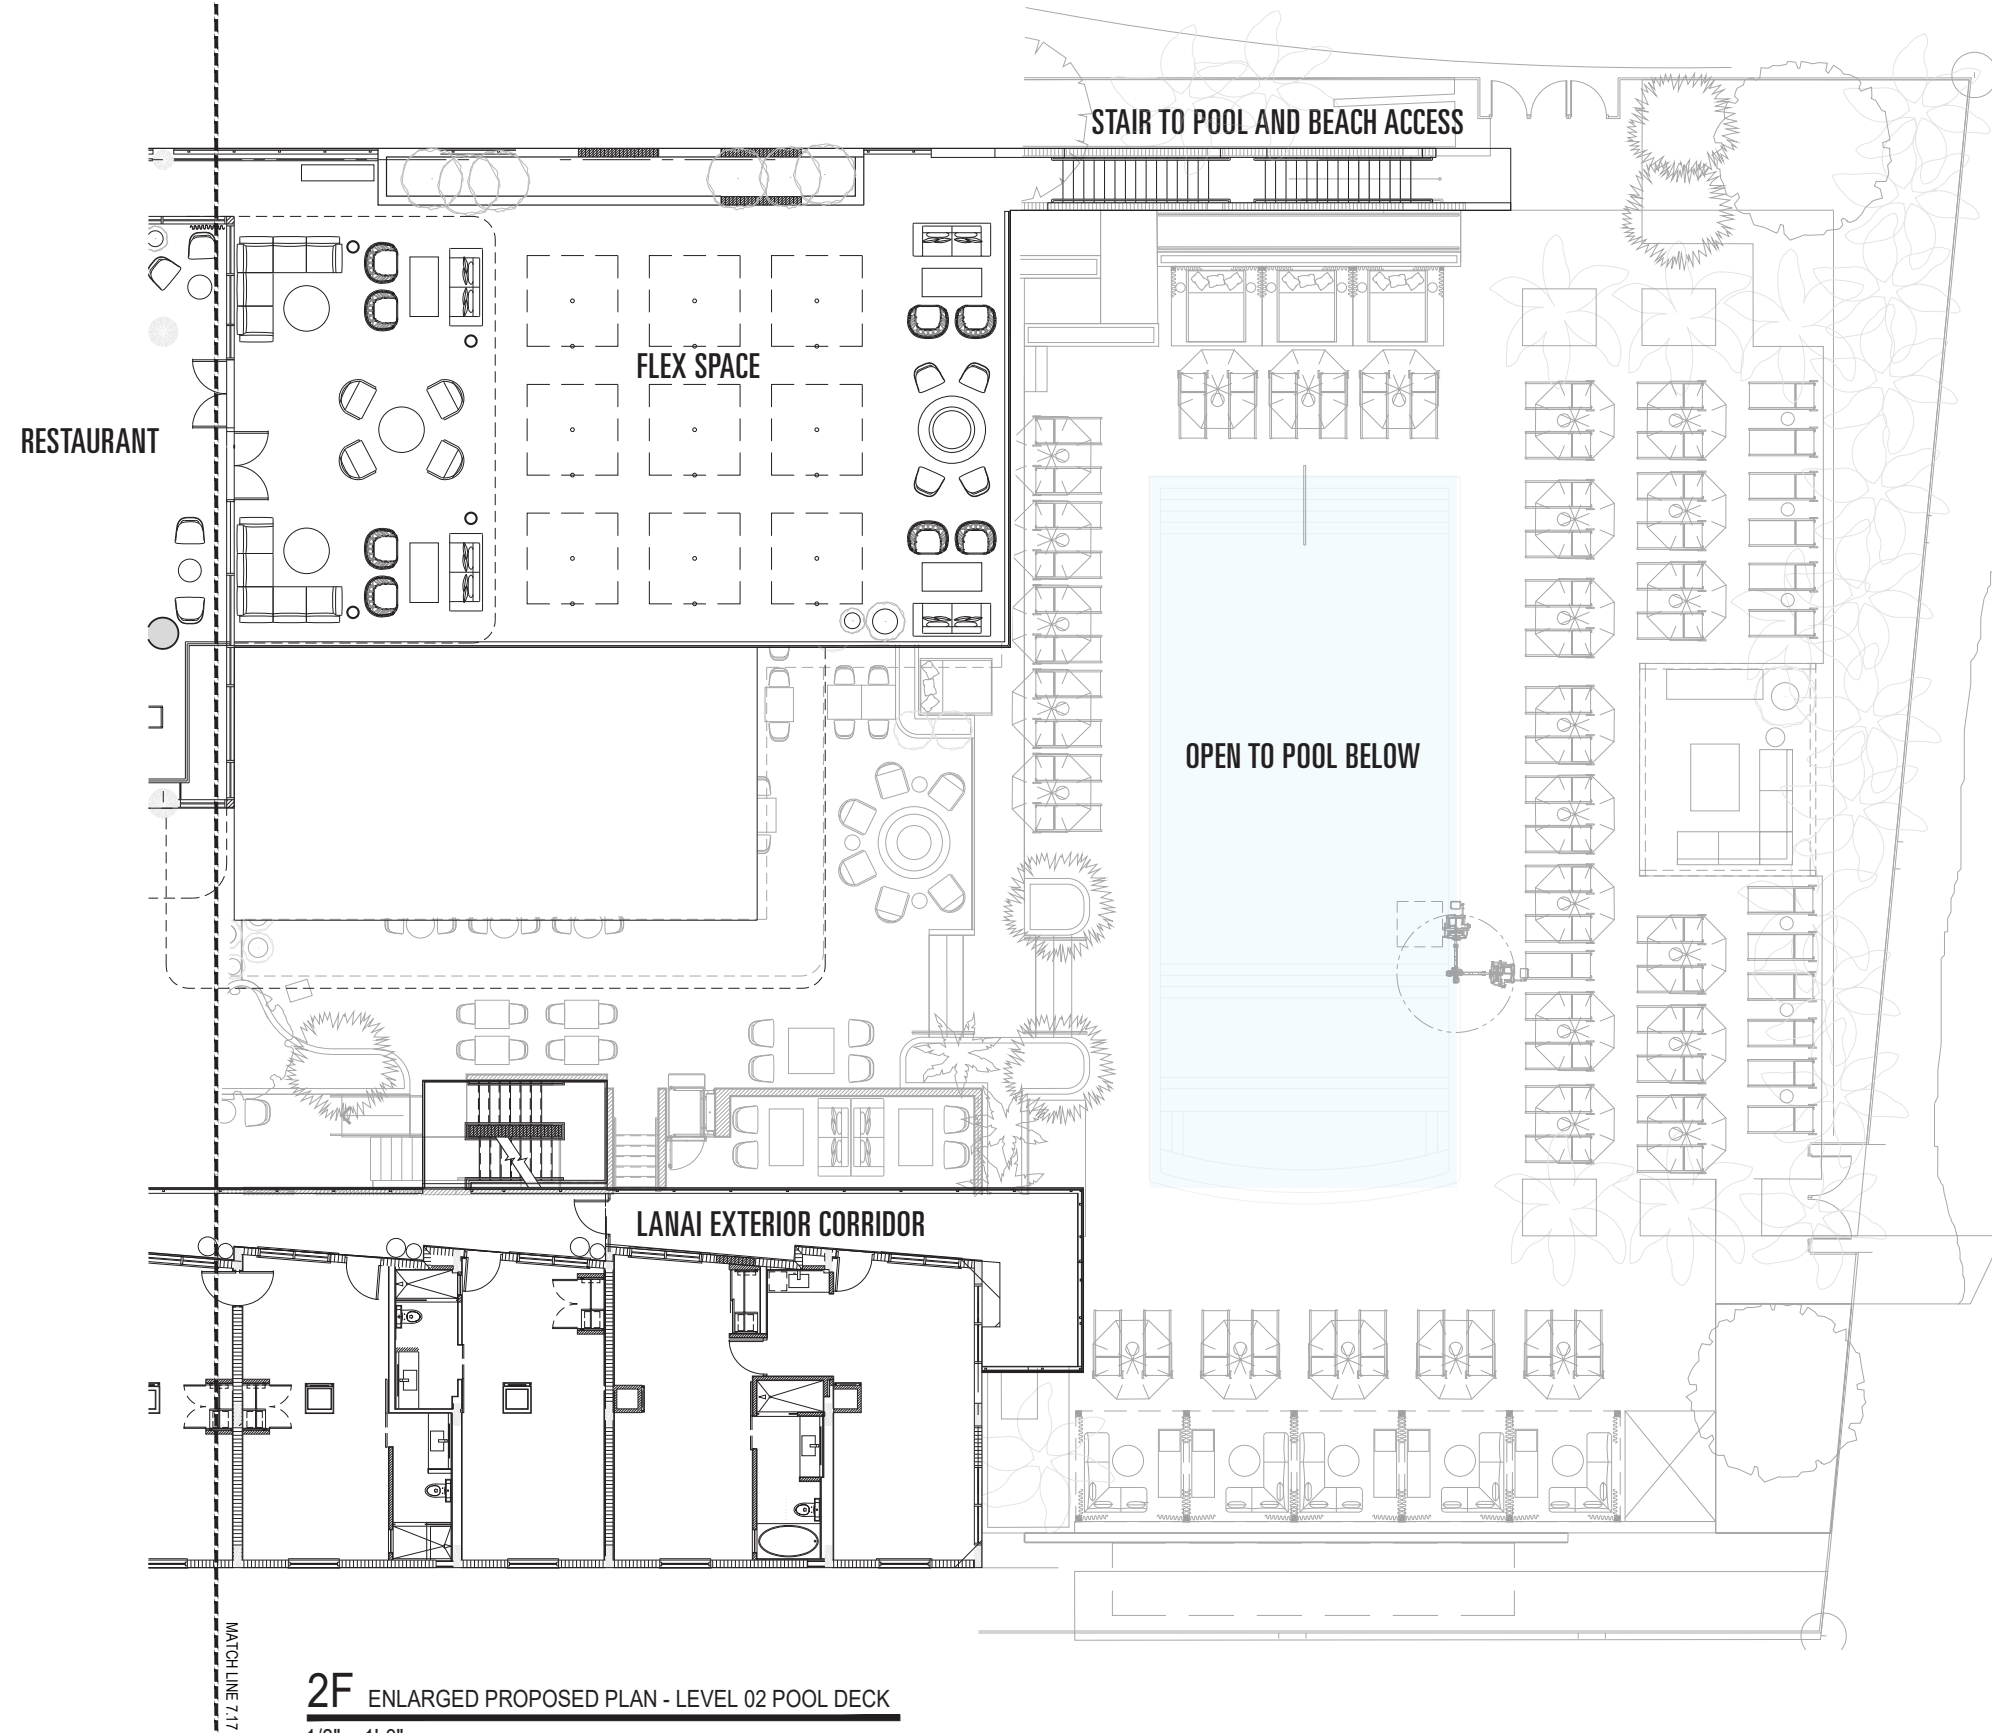 STAIR TO POOL AND BEACH ACCESS
FLEX SPACE
RESTAURANT
OPEN TO POOL BELOW
LANAI EXTERIOR CORRIDOR
MATCH LINE 7.17
2F ENLARGED PROPOSED PLAN - LEVEL 02 POOL DECK